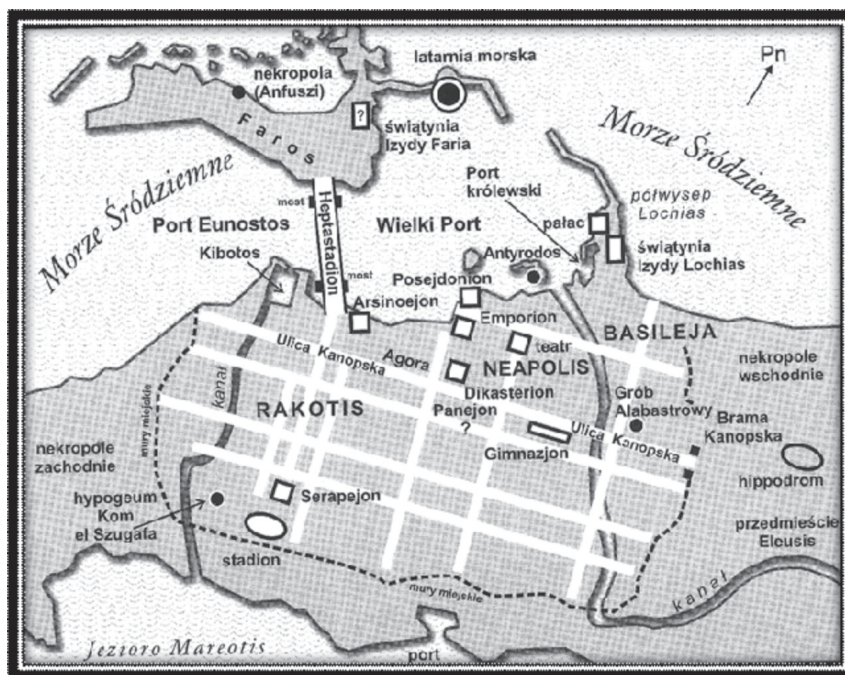 latarnia morska
Pn
nekropola
(Anfuszi)
?
Faros
świątynia
Izydy Faria
Morze Śródziemne
Morze Śródziemne
Port
królewski
półwysep
Lochias
most
Heptastadion
Port Eunostos
Wielki Port
pałac
Kibotos
Antyrodos
świątynia
Izydy Lochias
most
Posejdonion
Arsinoejon
Emporion
BASILEJA
Ulica Kanopska
Agora
teatr
NEAPOLIS
nekropole
wschodnie
kanał
Dikasterion
Grób
Alabastrowy
RAKOTIS
Panejon
?
Brama
Kanopska
mury miejskie
Ulica Kanopska
nekropole
zachodnie
Gimnazjon
hippodrom
hypogeum
Kom
el Szugafa
Serapejon
przedmieście
Eleusis
stadion
kanał
mury miejskie
Jezioro Mareotis
port